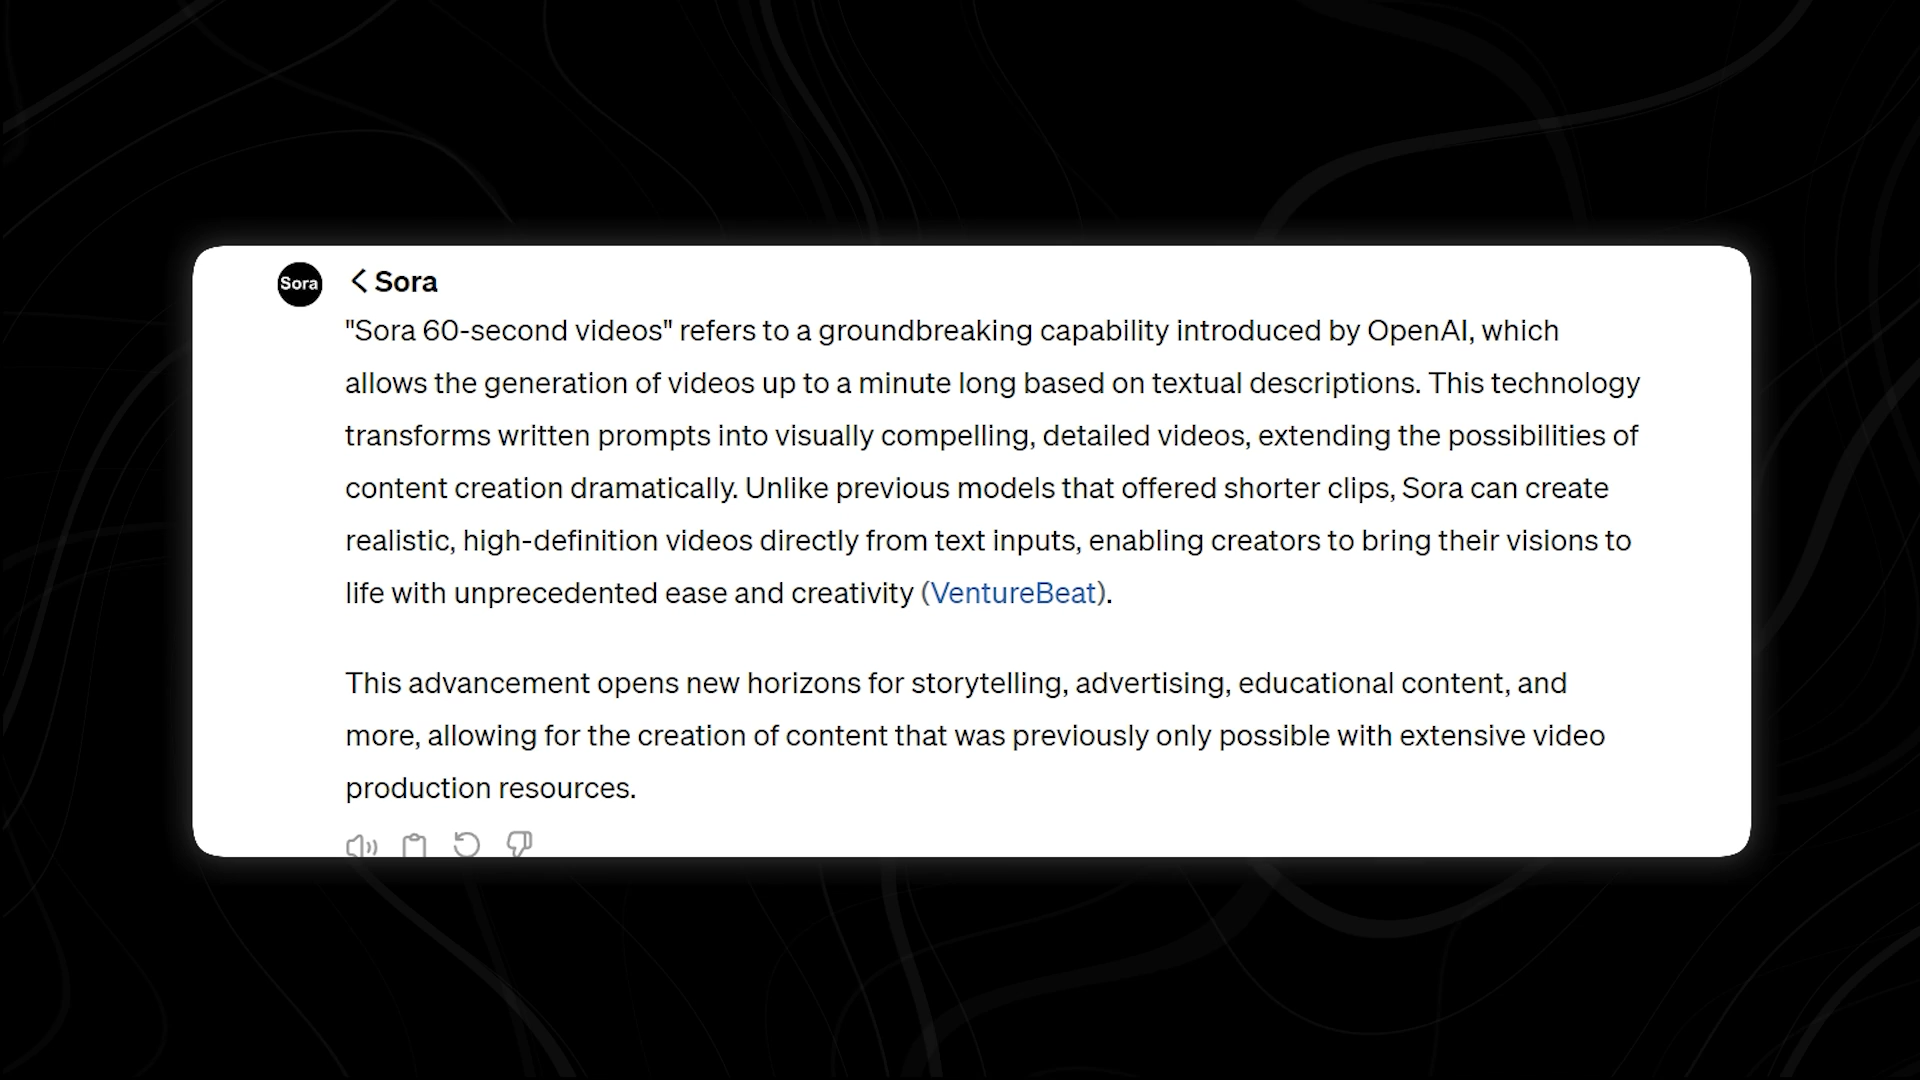 Sora
Sora
"Sora 60-second videos" refers to a groundbreaking capability introduced by OpenAI, which
allows the generation of videos up to a minute long based on textual descriptions. This technology
transforms written prompts into visually compelling, detailed videos, extending the possibilities of
content creation dramatically. Unlike previous models that offered shorter clips, Sora can create
realistic, high-definition videos directly from text inputs, enabling creators to bring their visions to
life with unprecedented ease and creativity (VentureBeat).
This advancement opens new horizons for storytelling, advertising, educational content, and
more, allowing for the creation of content that was previously only possible with extensive video
production resources.